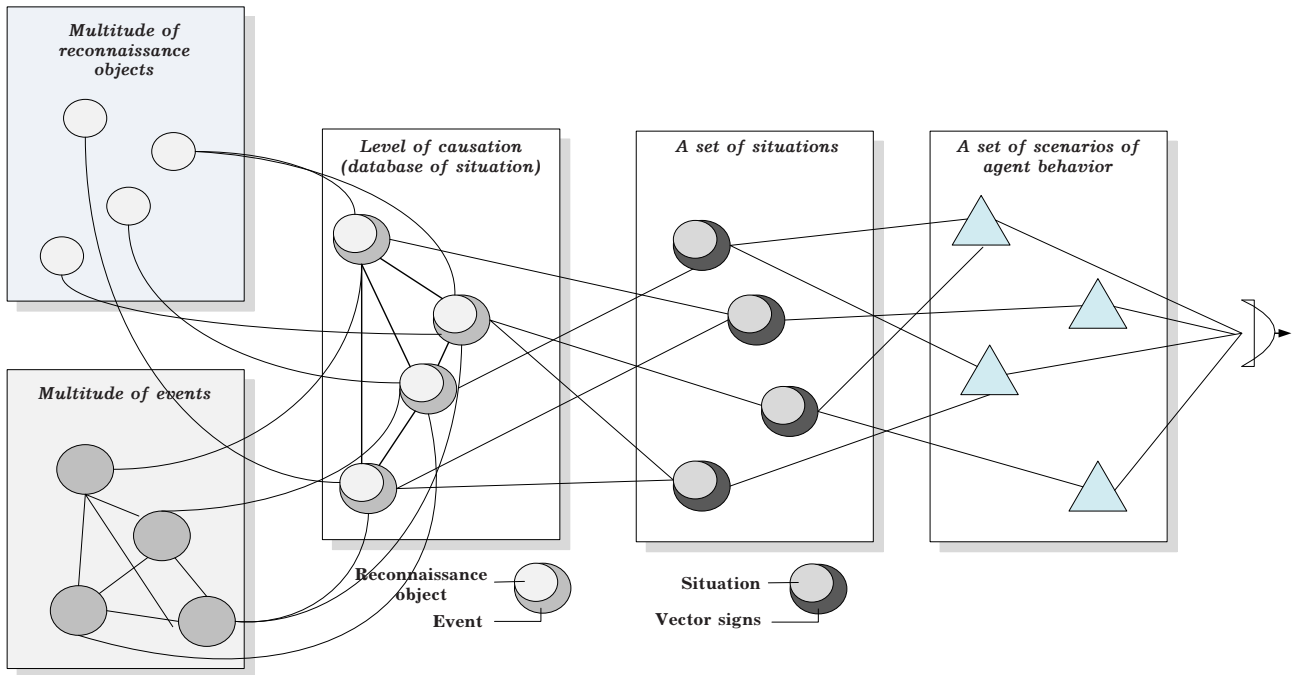 Multitude of
reconnaissance
objects
Level of causation
(database of situation)
A set of situations
A set of scenarios of
agent behavior
Multitude of events
Reconnaissance
object
Event
Situation
Vector signs